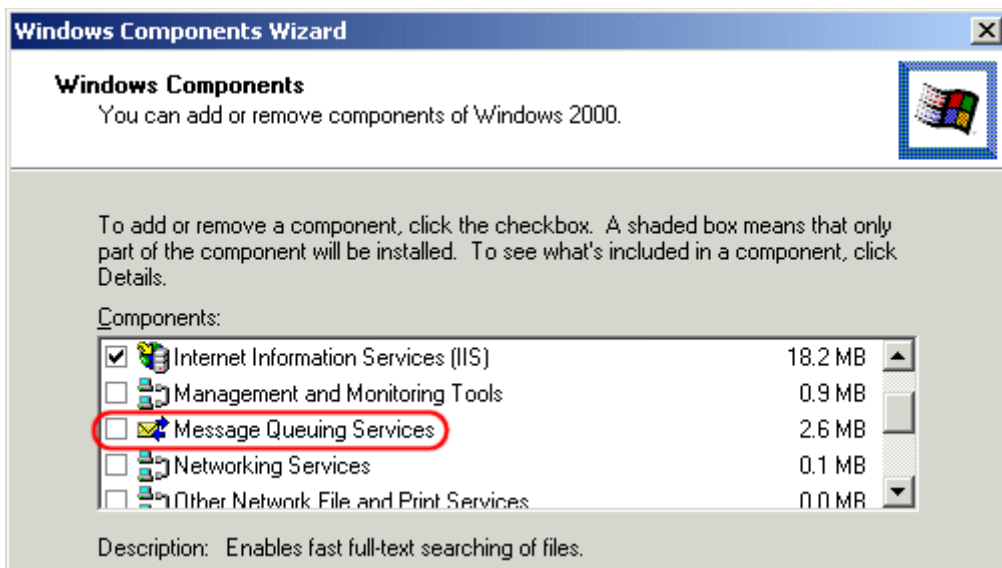 Windows Components Wizard
Windows Components
You can add or remove components of Windows 2000.
To add or remove a component, click the checkbox. A shaded box means that only
part of the component will be installed. To see what's included in a component, click
Details.
Components:
Internet Information Services (IIS) 18.2 MB
Management and Monitoring Tools 0.9 MB
Message Queuing Services 2.6 MB
Networking Services 0.1 MB
Other Network File and Print Services 0.0 MB
Description: Enables fast full-text searching of files.